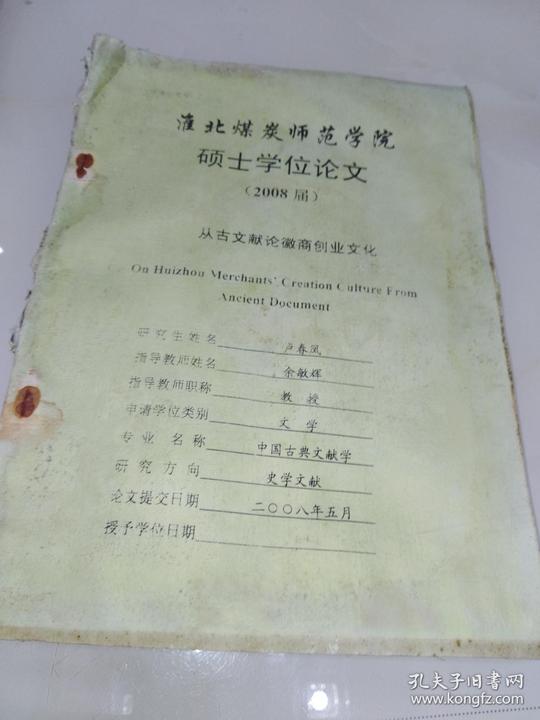 淮北煤炭师范学院
硕士学位论文
（2008 届）
从古文献论徽商创业文化
On Huizhou Merchants' Creation Culture From
Ancient Document
研究生姓名 卢春凤
指导教师姓名 余敏辉
指导教师职称 教授
申请学位类别 文学
专业名称 中国古典文献学
研究方向 史学文献
论文提交日期 二〇〇八年五月
授予学位日期
孔夫子旧书网
www.kongfz.com